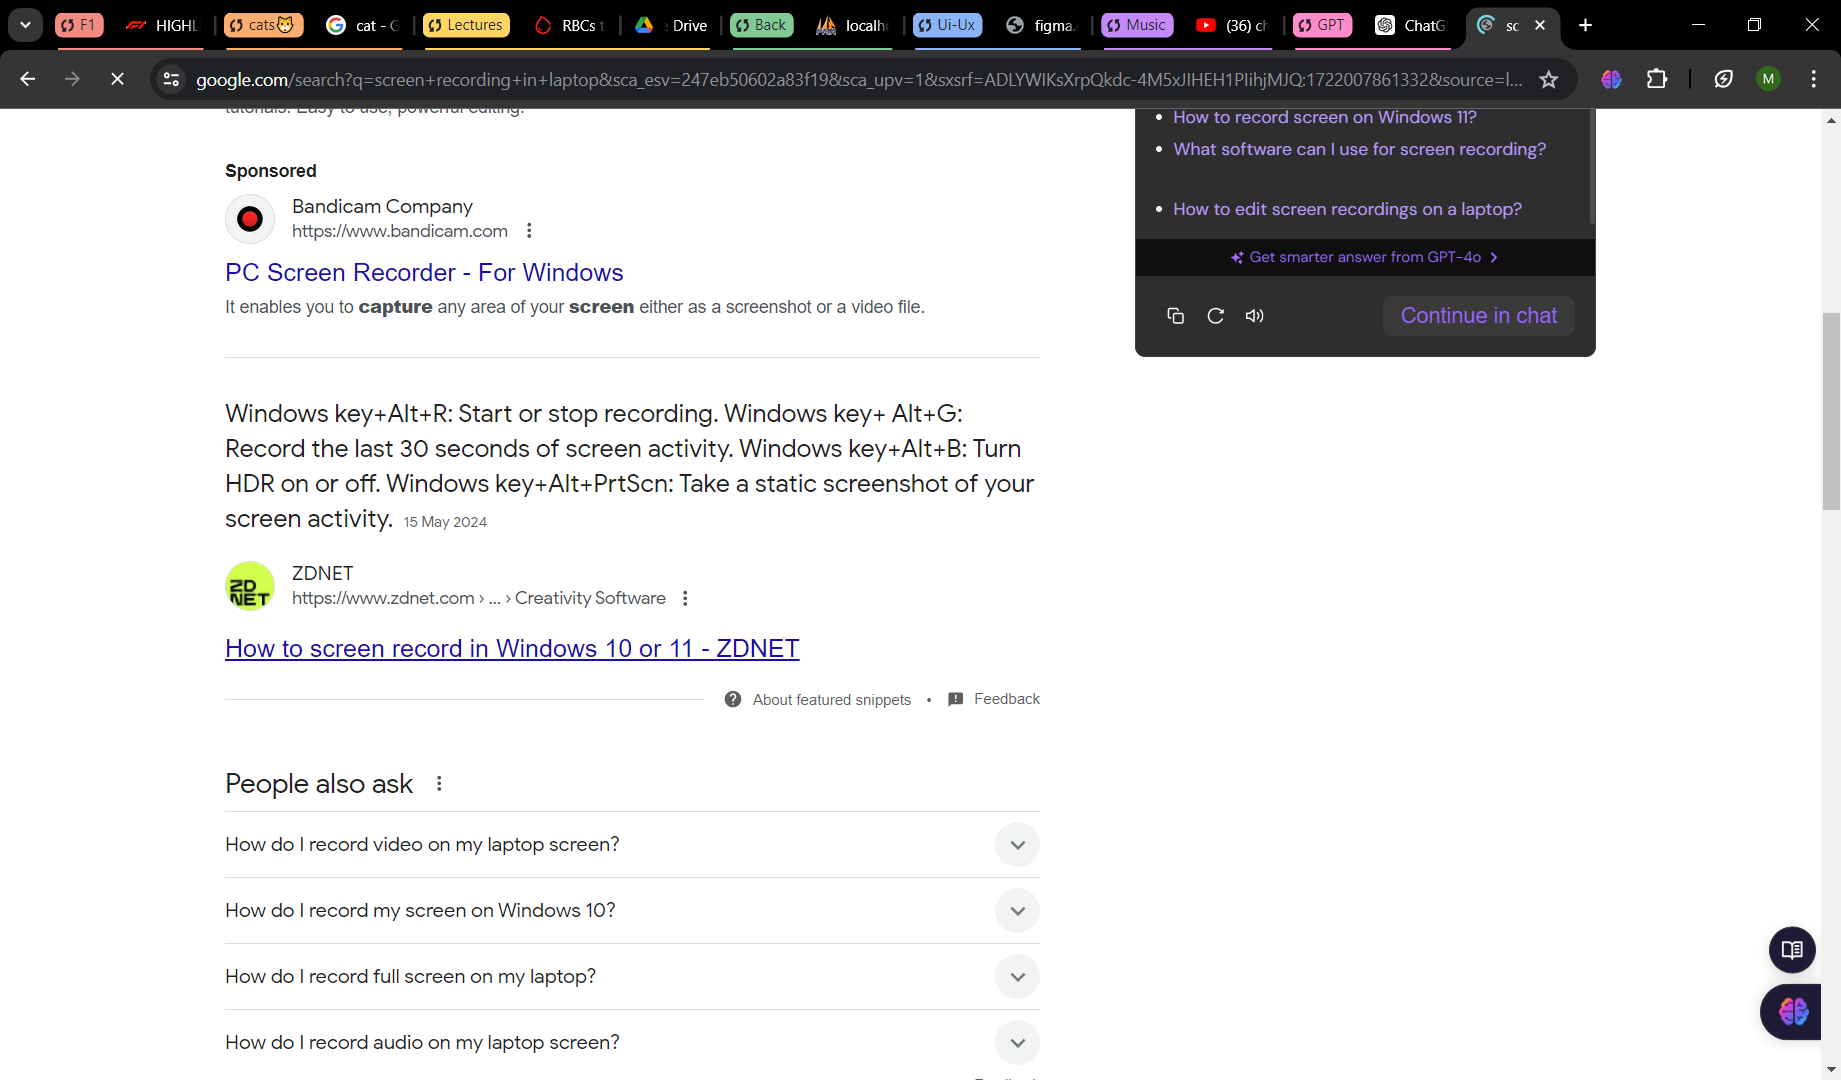 F1
HIGHL
cats🐱
cat - G
Lectures
RBCs t
Drive
Back
localho
Ui-Ux
figma.
Music
(36) ch
GPT
ChatG
sc
google.com/search?q=screen+recording+in+laptop&sca_esv=247eb50602a83f19&sca_upv=1&sxsrf=ADLYWIKsXrpQkdc-4M5xJIHEH1PIihjMJQ:1722007861332&source=l...
M
tutorials. Easy to use, powerful editing.
Sponsored
Bandicam Company
https://www.bandicam.com
PC Screen Recorder - For Windows
It enables you to capture any area of your screen either as a screenshot or a video file.
Windows key+Alt+R: Start or stop recording. Windows key+ Alt+G:
Record the last 30 seconds of screen activity. Windows key+Alt+B: Turn
HDR on or off. Windows key+Alt+PrtScn: Take a static screenshot of your
screen activity. 15 May 2024
ZD
NET
ZDNET
https://www.zdnet.com › ... › Creativity Software
How to screen record in Windows 10 or 11 - ZDNET
About featured snippets • Feedback
People also ask
How do I record video on my laptop screen?
How do I record my screen on Windows 10?
How do I record full screen on my laptop?
How do I record audio on my laptop screen?
• How to record screen on Windows 11?
• What software can I use for screen recording?
• How to edit screen recordings on a laptop?
Get smarter answer from GPT-4o
Continue in chat